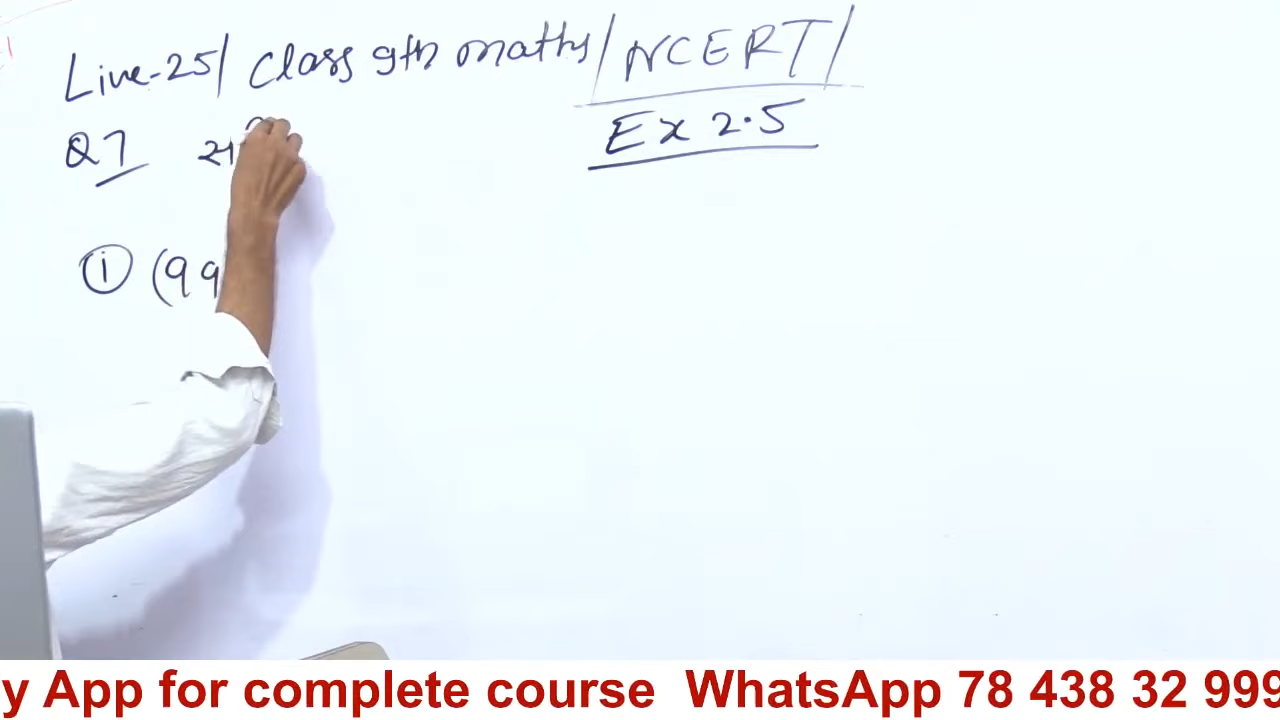 Live-25/ Class 9th maths/NCERT/
Ex 2.5
Q7
(i) (99
y App for complete course WhatsApp 78 438 32 999